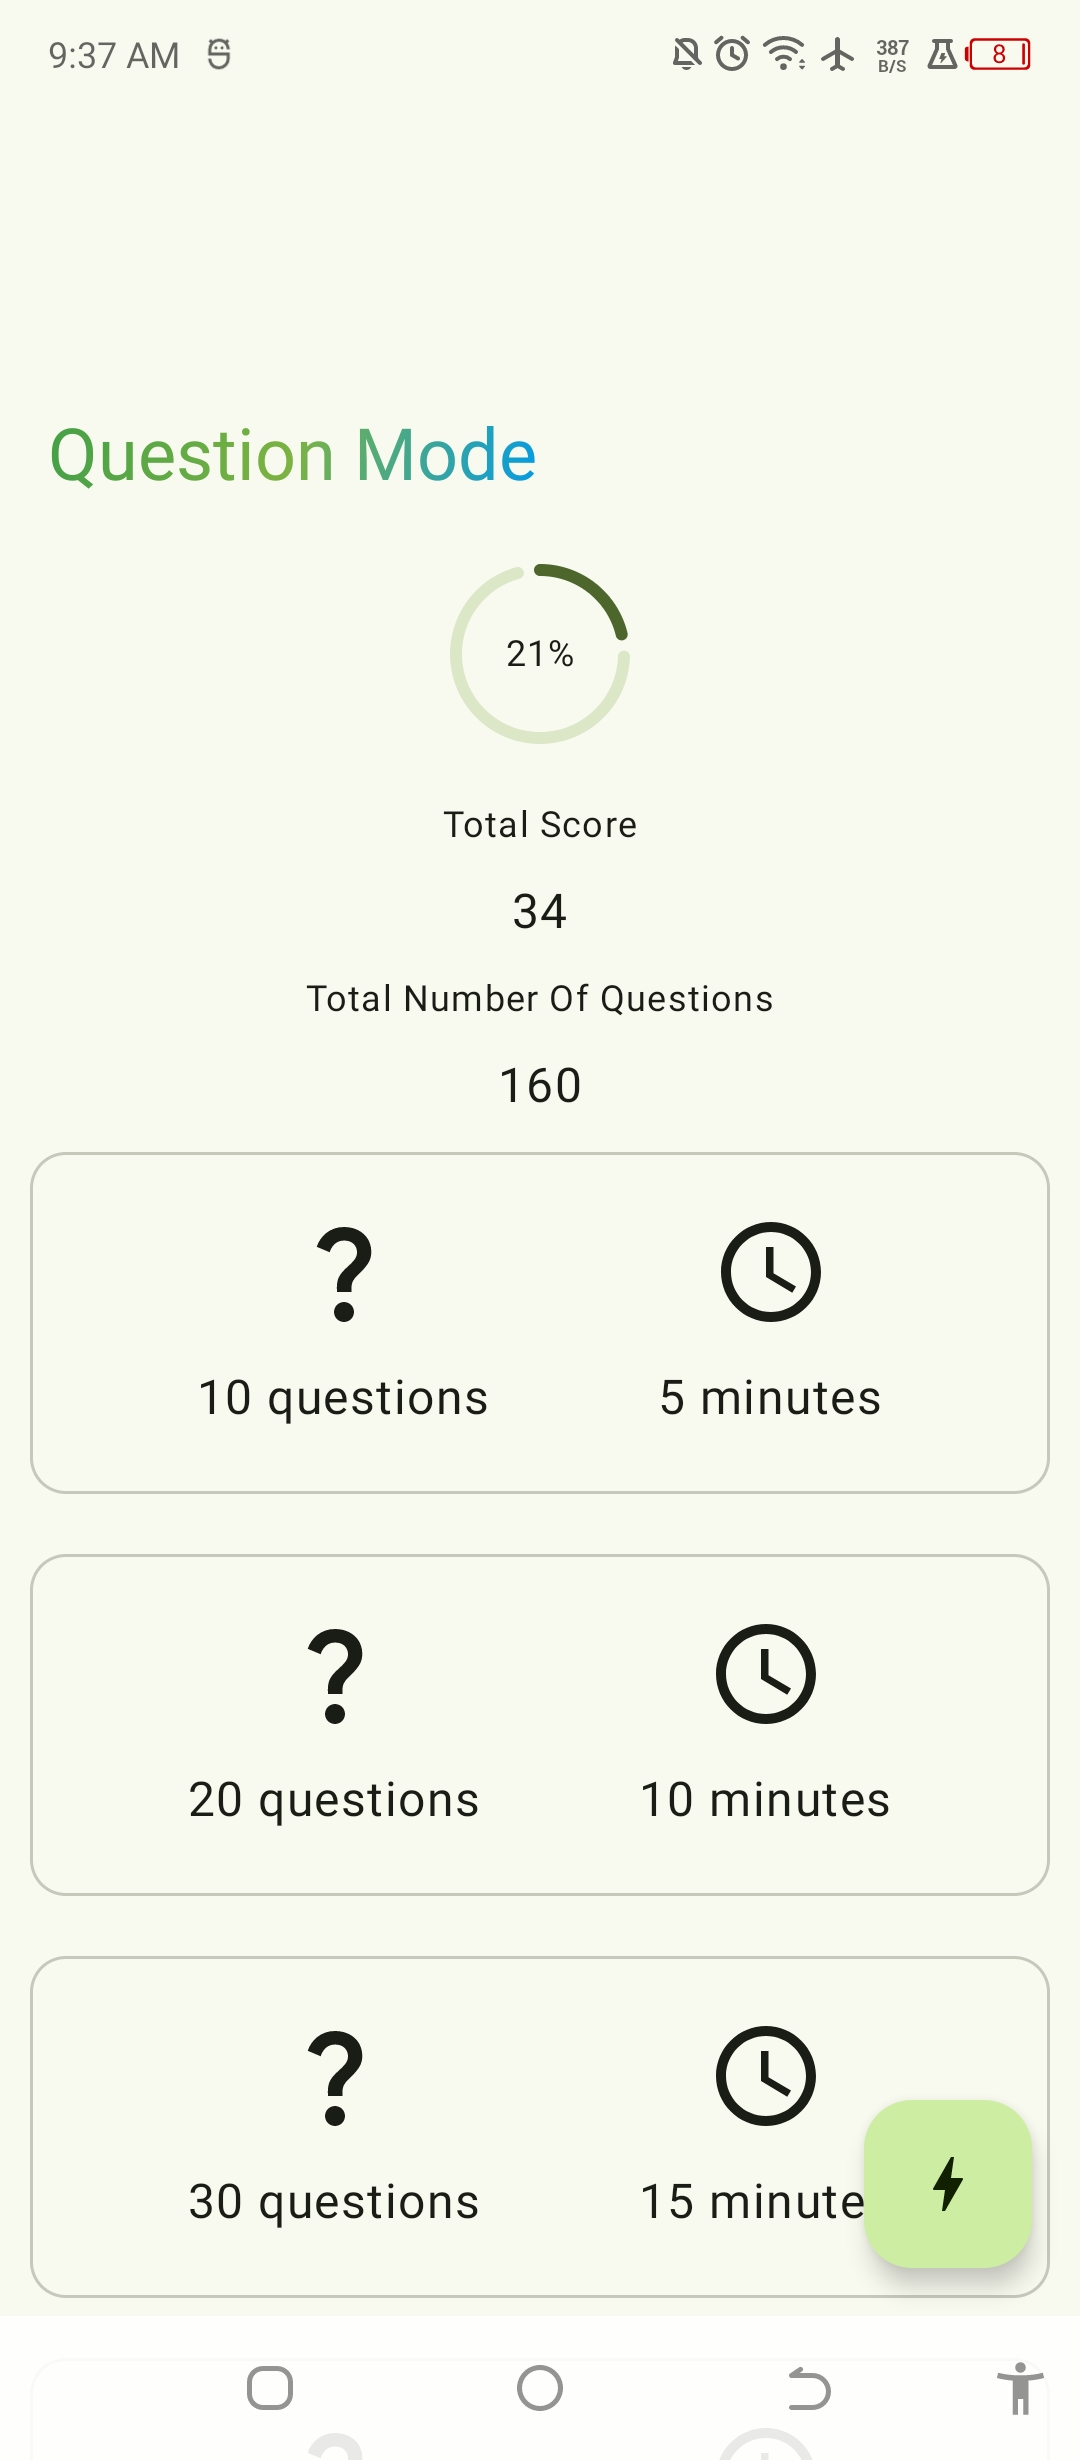 9:37 AM 387 B/S 8
Question Mode
21%
Total Score
34
Total Number Of Questions
160
10 questions 5 minutes
20 questions 10 minutes
30 questions 15 minute